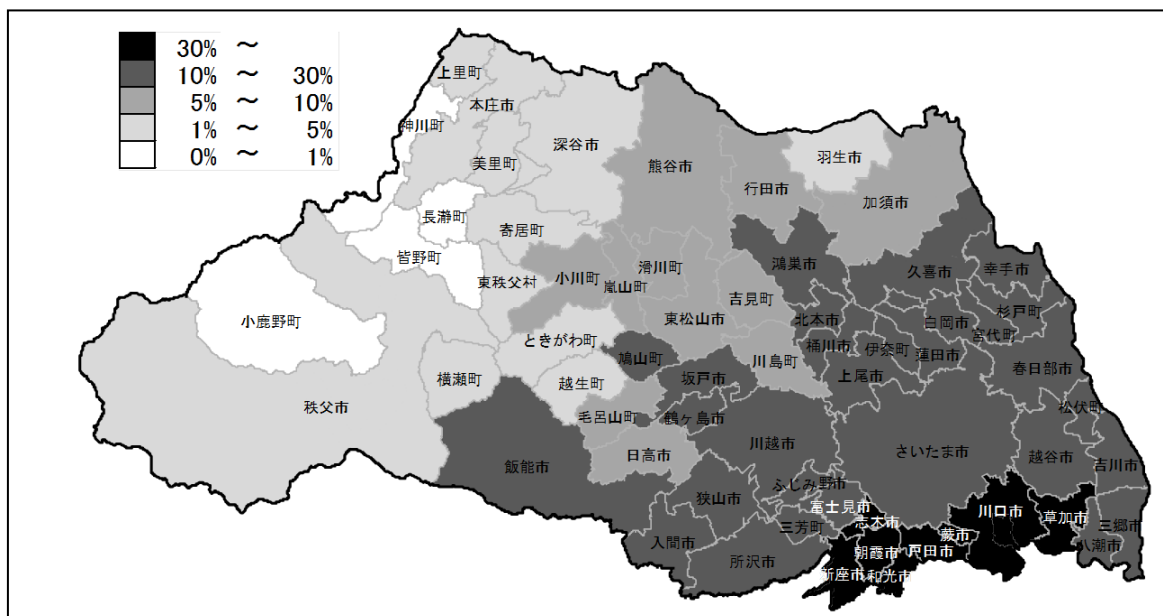 30% ～
10% ～ 30%
5% ～ 10%
1% ～ 5%
0% ～ 1%
上里町
本庄市
神川町
深谷市
美里町
熊谷市
羽生市
行田市
加須市
長瀞町
寄居町
皆野町
東秩父村
小川町
嵐山町
滑川町
鴻巣市
久喜市
幸手市
吉見町
小鹿野町
東松山市
北本市
白岡市
杉戸町
宮代町
ときがわ町
鳩山町
川島町
桶川市
伊奈町
蓮田市
横瀬町
越生町
坂戸市
上尾市
春日部市
秩父市
毛呂山町
鶴ヶ島市
松伏町
飯能市
日高市
川越市
さいたま市
越谷市
吉川市
狭山市
ふじみ野市
富士見市
川口市
草加市
三芳町
志木市
蕨市
三郷市
入間市
所沢市
朝霞市
戸田市
八潮市
新座市
和光市